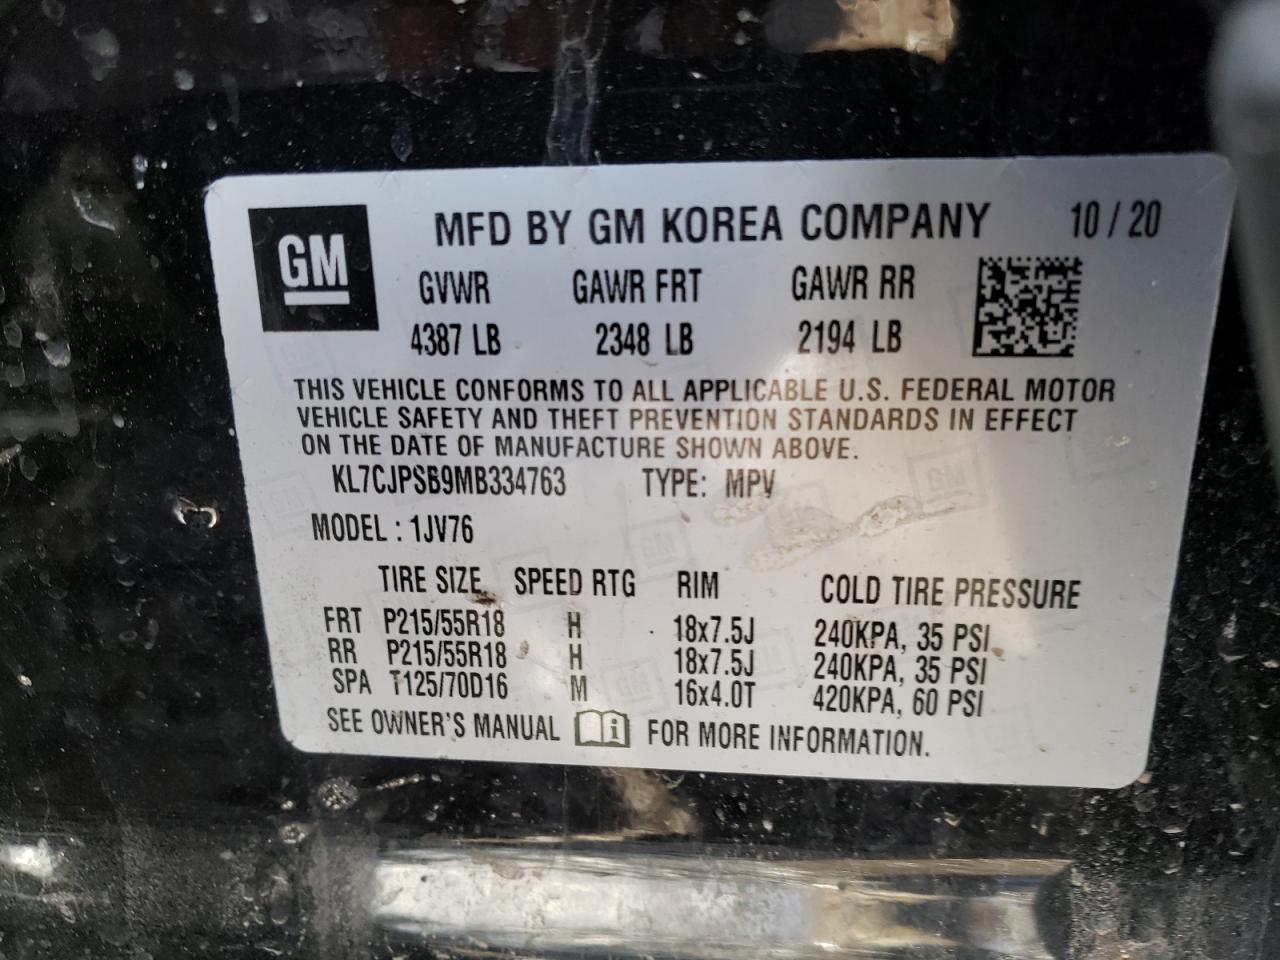 GM
MFD BY GM KOREA COMPANY 10 / 20
GVWR GAWR FRT GAWR RR
4387 LB 2348 LB 2194 LB
THIS VEHICLE CONFORMS TO ALL APPLICABLE U.S. FEDERAL MOTOR
VEHICLE SAFETY AND THEFT PREVENTION STANDARDS IN EFFECT
ON THE DATE OF MANUFACTURE SHOWN ABOVE.
KL7CJPSB9MB334763 TYPE: MPV
MODEL : 1JV76
TIRE SIZE SPEED RTG RIM COLD TIRE PRESSURE
FRT P215/55R18 H 18x7.5J 240KPA, 35 PSI
RR P215/55R18 H 18x7.5J 240KPA, 35 PSI
SPA T125/70D16 M 16x4.0T 420KPA, 60 PSI
SEE OWNER'S MANUAL FOR MORE INFORMATION.